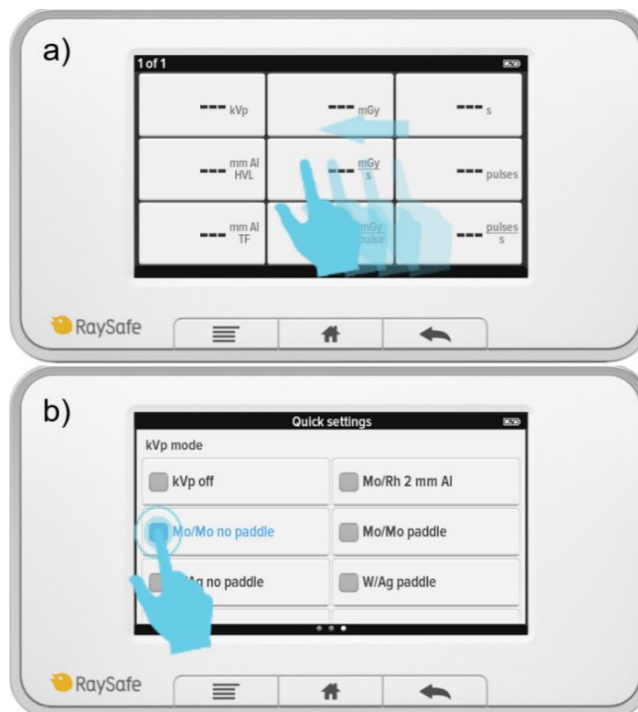 a)
1 of 1
--- kVp --- mGy --- s
--- mm Al HVL --- mGy s --- pulses
--- mm Al TF mGy pulse --- pulses s
RaySafe
b)
Quick settings
kVp mode
kVp off Mo/Rh 2 mm Al
Mo/Mo no paddle Mo/Mo paddle
no paddle W/Ag paddle
RaySafe